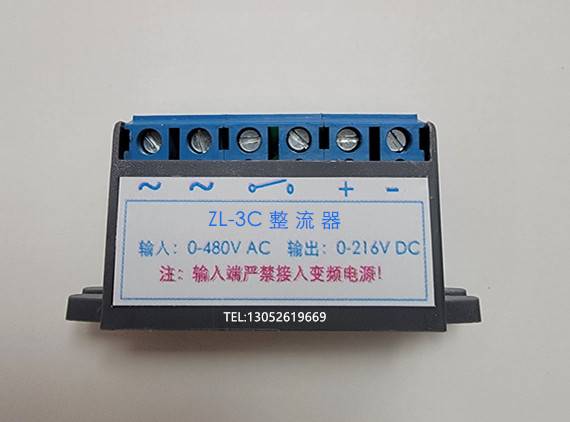 ~ ~ + -
ZL-3C 整流器
输入：0-480V AC 输出：0-216V DC
注：输入端严禁接入变频电源！
TEL:13052619669